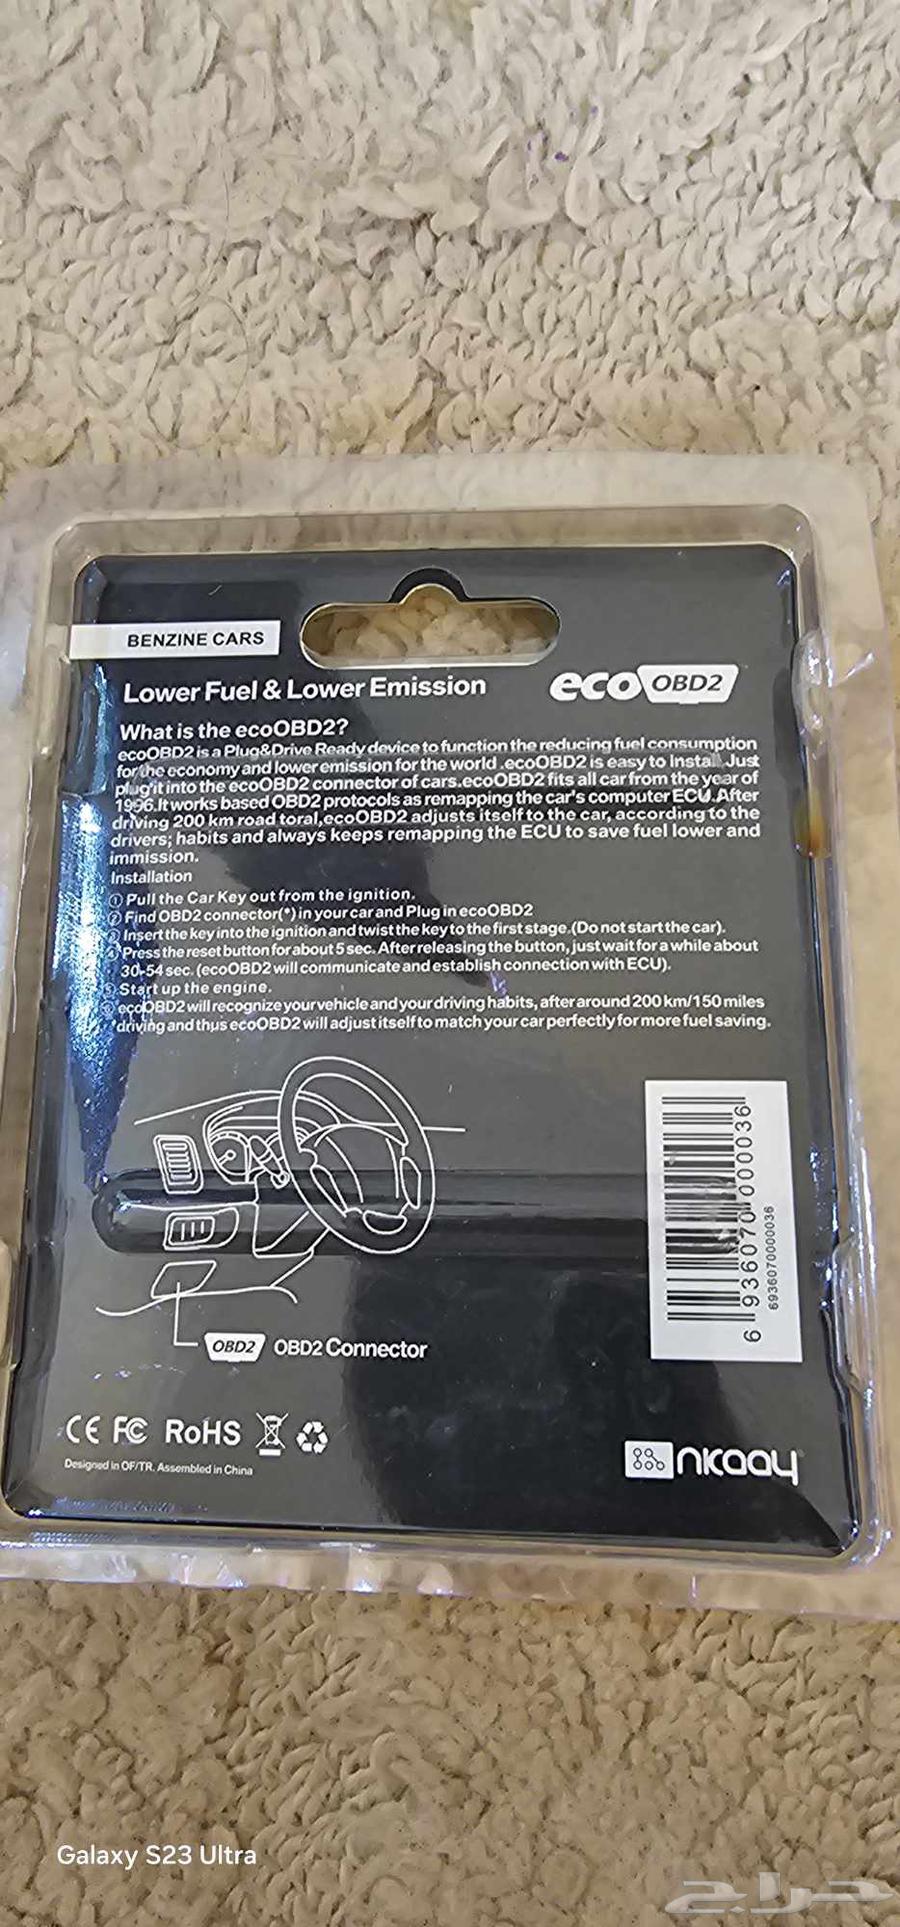 BENZINE CARS
Lower Fuel & Lower Emission
eco OBD2
What is the ecoOBD2?
ecoOBD2 is a Plug&Drive Ready device to function the reducing fuel consumption
for the economy and lower emission for the world .ecoOBD2 is easy to Install Just
plug it into the ecoOBD2 connector of cars.ecoOBD2 fits all car from the year of
1996.It works based OBD2 protocols as remapping the car's computer ECU.After
driving 200 km road toral,ecoOBD2 adjusts itself to the car, according to the
drivers; habits and always keeps remapping the ECU to save fuel lower and
immission.
Installation
① Pull the Car Key out from the ignition.
② Find OBD2 connector(*) in your car and Plug in ecoOBD2
③ Insert the key into the ignition and twist the key to the first stage.(Do not start the car).
④ Press the reset button for about 5 sec. After releasing the button, just wait for a while about
30-54 sec. (ecoOBD2 will communicate and establish connection with ECU).
⑤ Start up the engine.
⑥ ecoOBD2 will recognize your vehicle and your driving habits, after around 200 km/150 miles
driving and thus ecoOBD2 will adjust itself to match your car perfectly for more fuel saving.
OBD2 OBD2 Connector
6 936070 000036
6936070000036
CE FC RoHS
Designed in OF/TR. Assembled in China
nkaay
Galaxy S23 Ultra
حراج